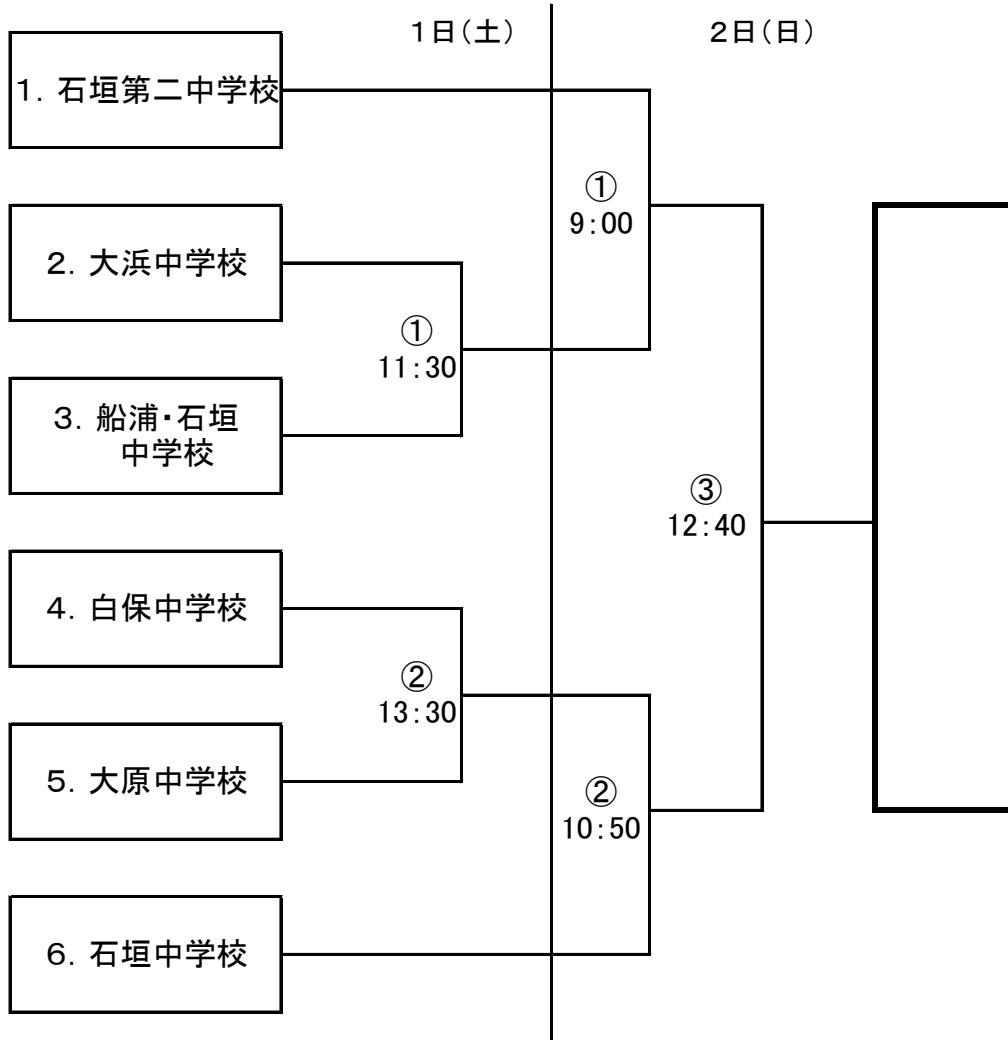 1日(土)
2日(日)
1. 石垣第二中学校
①
9:00
2. 大浜中学校
①
11:30
3. 船浦・石垣
中学校
③
12:40
4. 白保中学校
②
13:30
5. 大原中学校
②
10:50
6. 石垣中学校